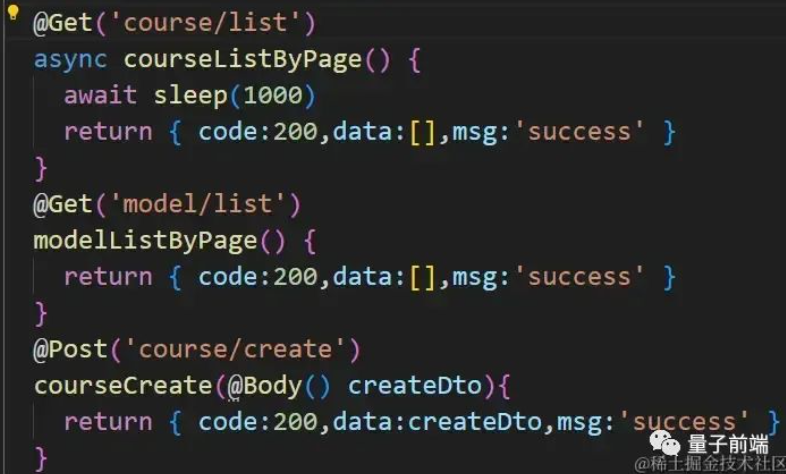 @Get('course/list')
async courseListByPage() {
  await sleep(1000)
  return { code:200,data:[],msg:'success' }
}
@Get('model/list')
modelListByPage() {
  return { code:200,data:[],msg:'success' }
}
@Post('course/create')
courseCreate(@Body() createDto){
  return { code:200,data:createDto,msg:'success' }
}
量子前端
@稀土掘金技术社区